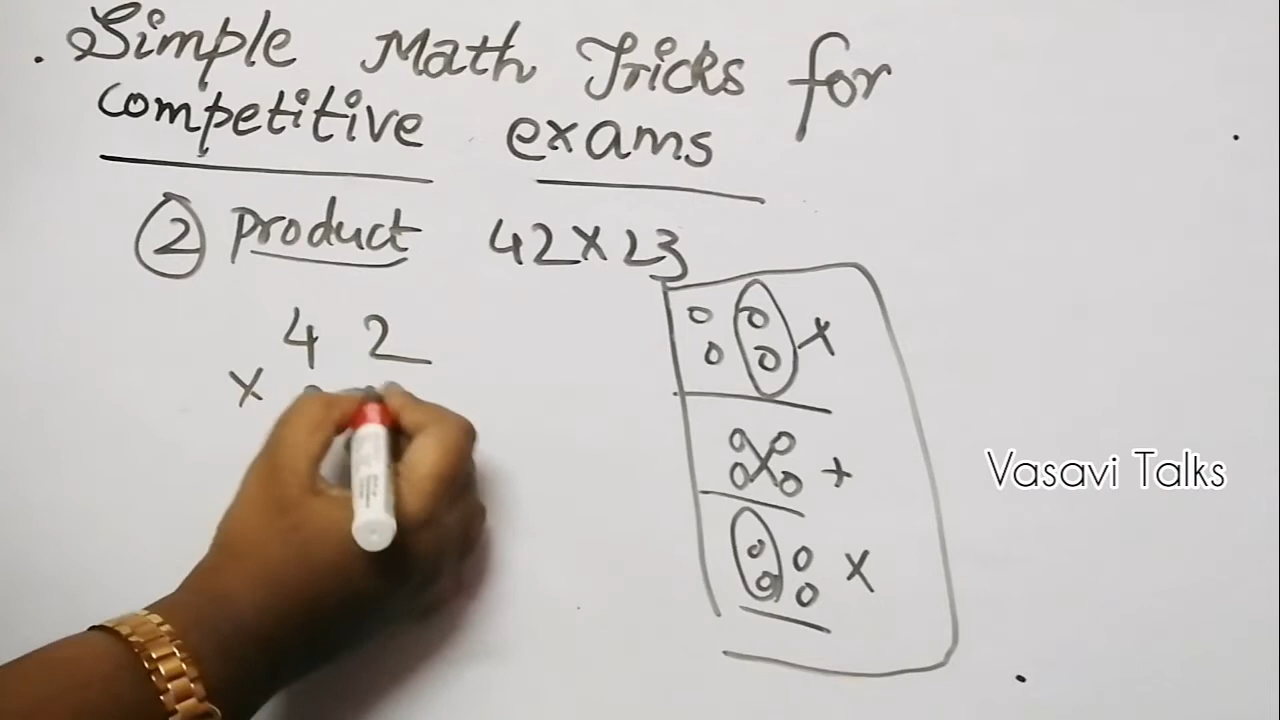 Simple Math Tricks for
competitive exams
2 Product 42 X 23
4 2
X
X
+
X
Vasavi Talks